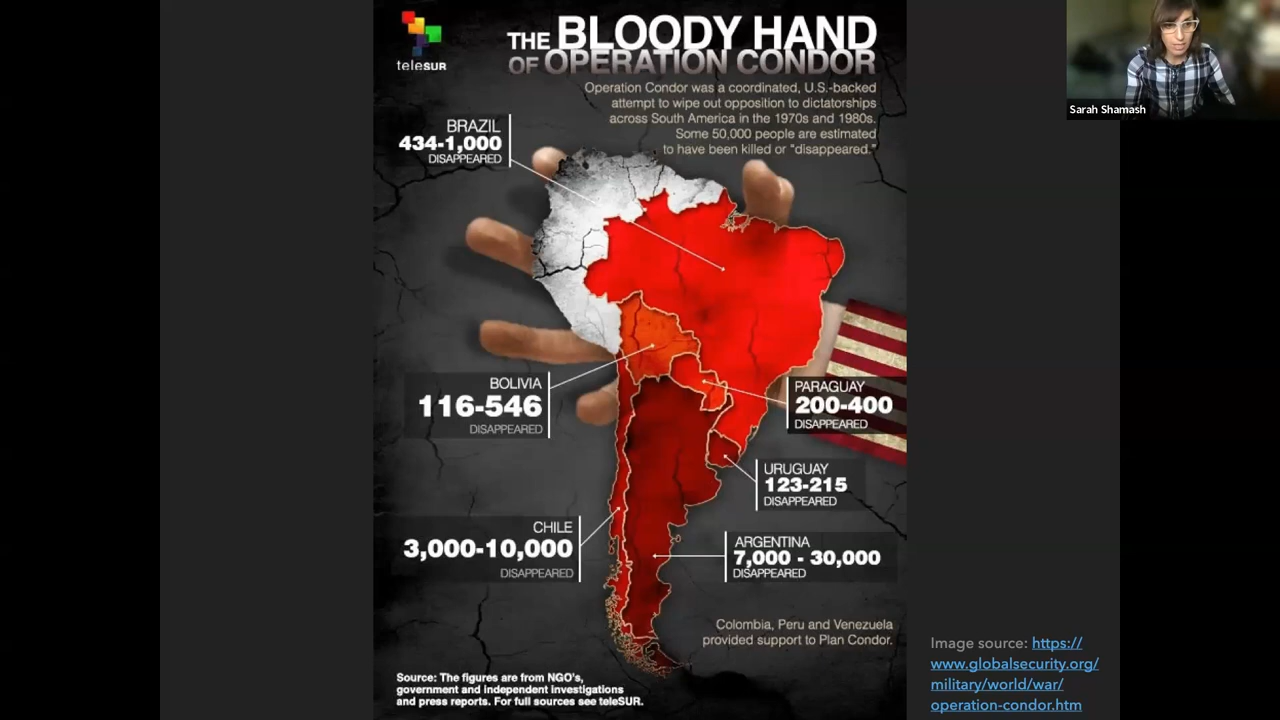 teleSUR
THE BLOODY HAND
OF OPERATION CONDOR
Operation Condor was a coordinated, U.S.-backed
attempt to wipe out opposition to dictatorships
across South America in the 1970s and 1980s.
Some 50,000 people are estimated
to have been killed or "disappeared."
Sarah Shamash
BRAZIL
434-1,000
DISAPPEARED
BOLIVIA
116-546
DISAPPEARED
PARAGUAY
200-400
DISAPPEARED
URUGUAY
123-215
DISAPPEARED
CHILE
3,000-10,000
DISAPPEARED
ARGENTINA
7,000 - 30,000
DISAPPEARED
Colombia, Peru and Venezuela
provided support to Plan Condor.
Source: The figures are from NGO's,
government and independent investigations
and press reports. For full sources see teleSUR.
Image source: https://
www.globalsecurity.org/
military/world/war/
operation-condor.htm